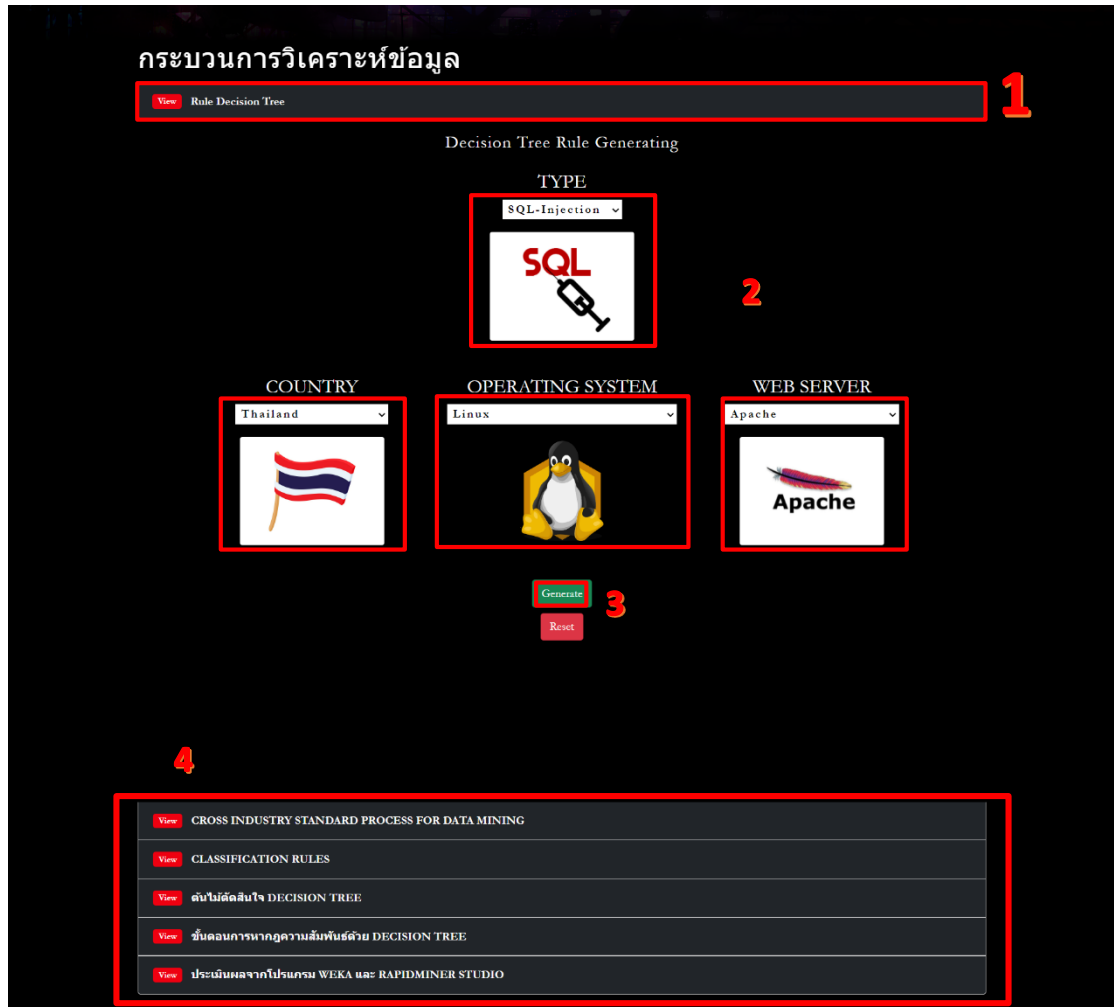 กระบวนการวิเคราะห์ข้อมูล
View Rule Decision Tree
1
Decision Tree Rule Generating
TYPE
SQL-Injection
SQL
2
COUNTRY OPERATING SYSTEM WEB SERVER
Thailand Linux Apache
Apache
Generate
3
Reset
4
View CROSS INDUSTRY STANDARD PROCESS FOR DATA MINING
View CLASSIFICATION RULES
View ต้นไม้ตัดสินใจ DECISION TREE
View ขั้นตอนการหากฎความสัมพันธ์ด้วย DECISION TREE
View ประเมินผลจากโปรแกรม WEKA และ RAPIDMINER STUDIO